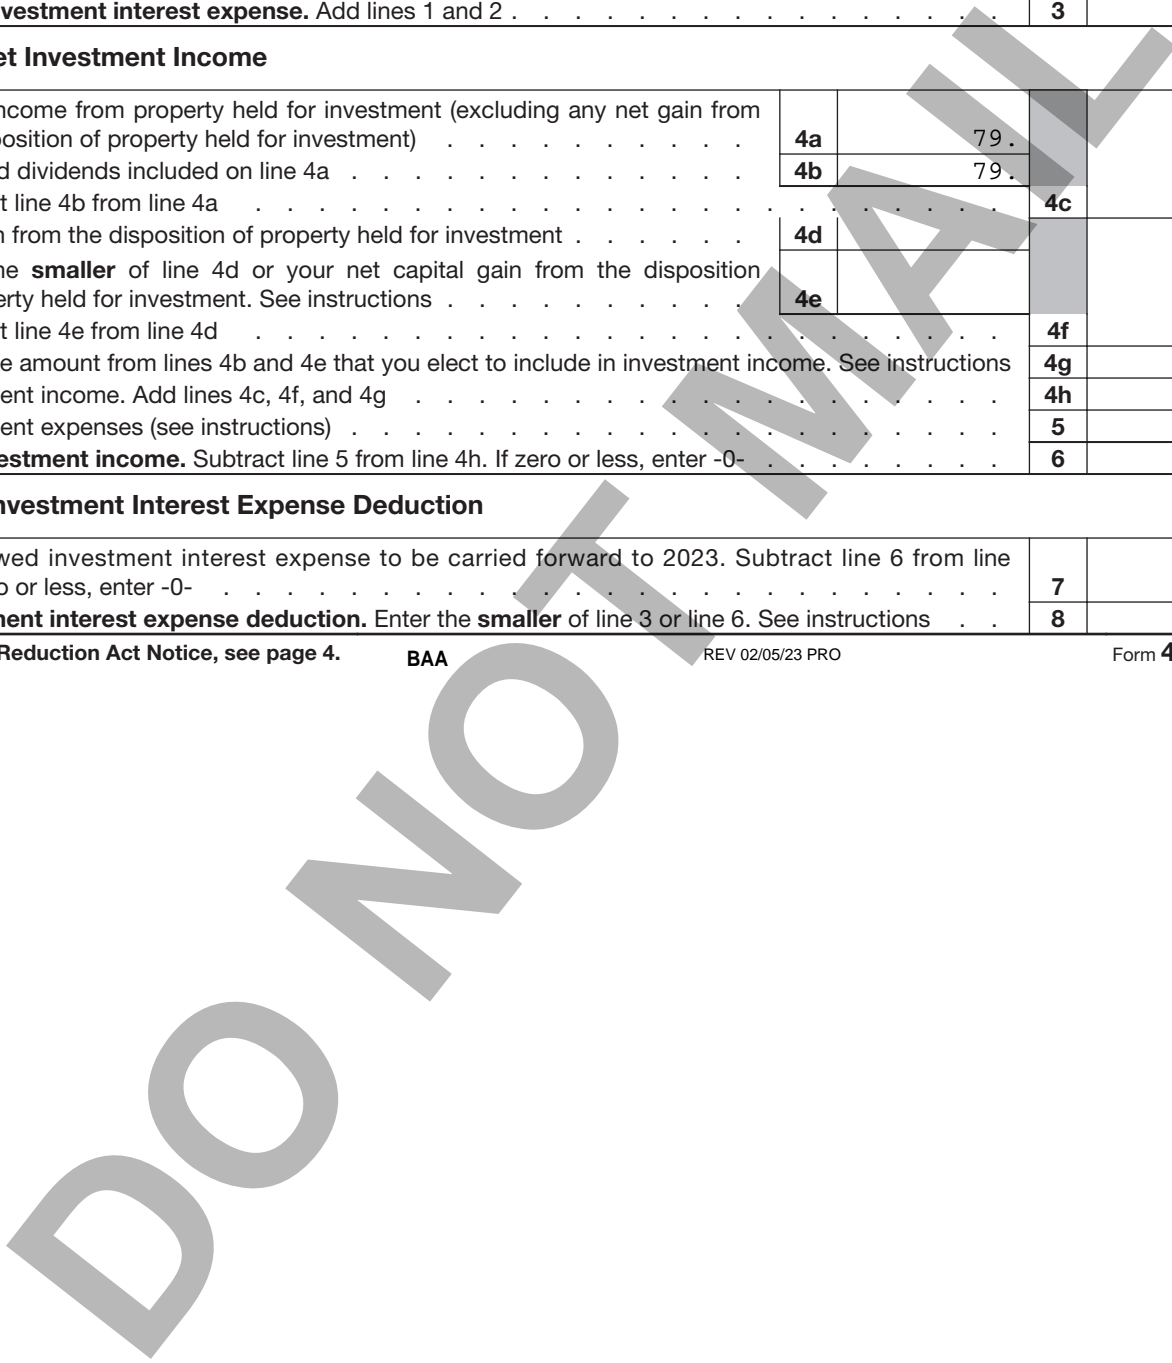 vestment interest expense. Add lines 1 and 2 . . . . . . . . . . . . . . . . 3
et Investment Income
income from property held for investment (excluding any net gain from
position of property held for investment) . . . . . . . . . . 4a 79.
d dividends included on line 4a . . . . . . . . . . . . . 4b 79.
t line 4b from line 4a . . . . . . . . . . . . . . . . . . . . . . . . 4c
n from the disposition of property held for investment . . . . . . 4d
he smaller of line 4d or your net capital gain from the disposition
erty held for investment. See instructions . . . . . . . . . . 4e
t line 4e from line 4d . . . . . . . . . . . . . . . . . . . . . . . . 4f
e amount from lines 4b and 4e that you elect to include in investment income. See instructions 4g
ent income. Add lines 4c, 4f, and 4g . . . . . . . . . . . . . . . . . . . 4h
ent expenses (see instructions) . . . . . . . . . . . . . . . . . . . . . 5
estment income. Subtract line 5 from line 4h. If zero or less, enter -0- . . . . . . . . 6
nvestment Interest Expense Deduction
wed investment interest expense to be carried forward to 2023. Subtract line 6 from line
o or less, enter -0- . . . . . . . . . . . . . . . . . . . . . . . . . 7
ment interest expense deduction. Enter the smaller of line 3 or line 6. See instructions . . 8
Reduction Act Notice, see page 4. BAA REV 02/05/23 PRO Form 4
DO NOT MAIL